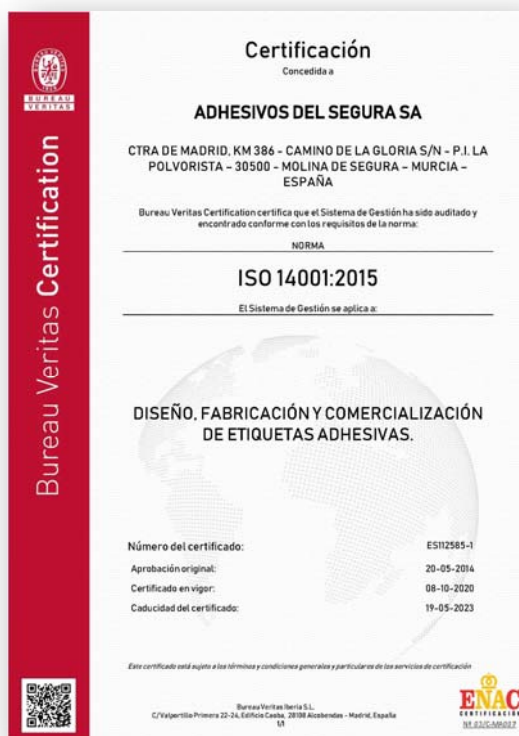 BUREAU VERITAS
1828
BUREAU
VERITAS
Bureau Veritas Certification
Certificación
Concedida a
ADHESIVOS DEL SEGURA SA
CTRA DE MADRID, KM 386 - CAMINO DE LA GLORIA S/N - P.I. LA
POLVORISTA – 30500 - MOLINA DE SEGURA – MURCIA –
ESPAÑA
Bureau Veritas Certification certifica que el Sistema de Gestión ha sido auditado y
encontrado conforme con los requisitos de la norma:
NORMA
ISO 14001:2015
El Sistema de Gestión se aplica a:
DISEÑO, FABRICACIÓN Y COMERCIALIZACIÓN
DE ETIQUETAS ADHESIVAS.
Número del certificado: ES112585-1
Aprobación original: 20-05-2014
Certificado en vigor: 08-10-2020
Caducidad del certificado: 19-05-2023
Este certificado está sujeto a los términos y condiciones generales y particulares de los servicios de certificación
Bureau Veritas Iberia S.L.
C/Valportillo Primera 22-24, Edificio Caoba, 28108 Alcobendas - Madrid, España
1/1
ENAC
CERTIFICACIÓN
Nº 03/C-MA007